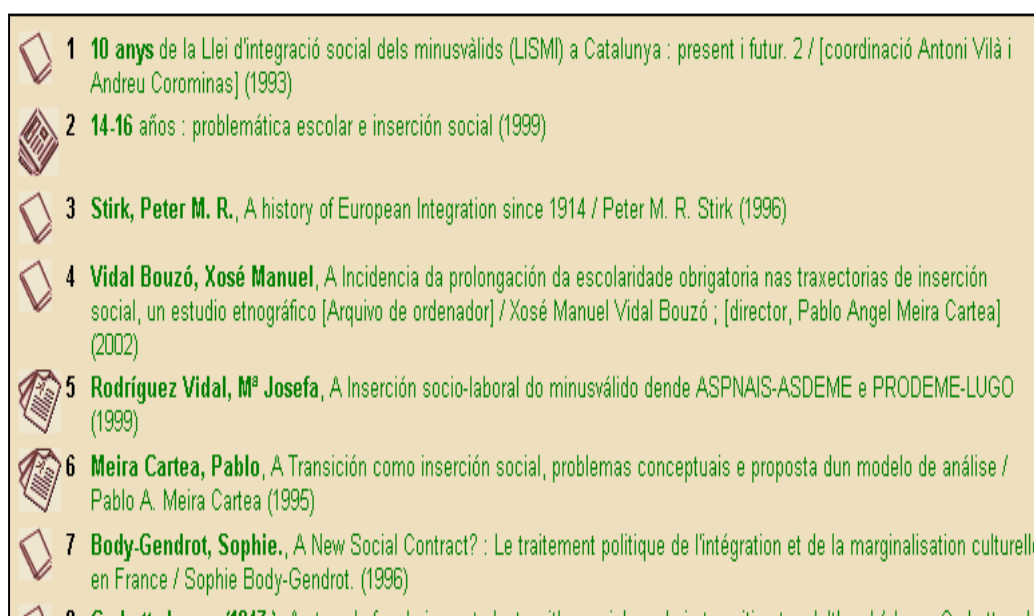 1 10 anys de la Llei d'integració social dels minusvàlids (LISMI) a Catalunya : present i futur. 2 / [coordinació Antoni Vilà i
Andreu Corominas] (1993)
2 14-16 años : problemática escolar e inserción social (1999)
3 Stirk, Peter M. R., A history of European Integration since 1914 / Peter M. R. Stirk (1996)
4 Vidal Bouzó, Xosé Manuel, A Incidencia da prolongación da escolaridade obrigatoria nas traxectorias de inserción
social, un estudio etnográfico [Arquivo de ordenador] / Xosé Manuel Vidal Bouzó ; [director, Pablo Angel Meira Cartea]
(2002)
5 Rodríguez Vidal, Mª Josefa, A Inserción socio-laboral do minusválido dende ASPNAIS-ASDEME e PRODEME-LUGO
(1999)
6 Meira Cartea, Pablo, A Transición como inserción social, problemas conceptuais e proposta dun modelo de análise /
Pablo A. Meira Cartea (1995)
7 Body-Gendrot, Sophie., A New Social Contract? : Le traitement politique de l'intégration et de la marginalisation culturelle
en France / Sophie Body-Gendrot. (1996)